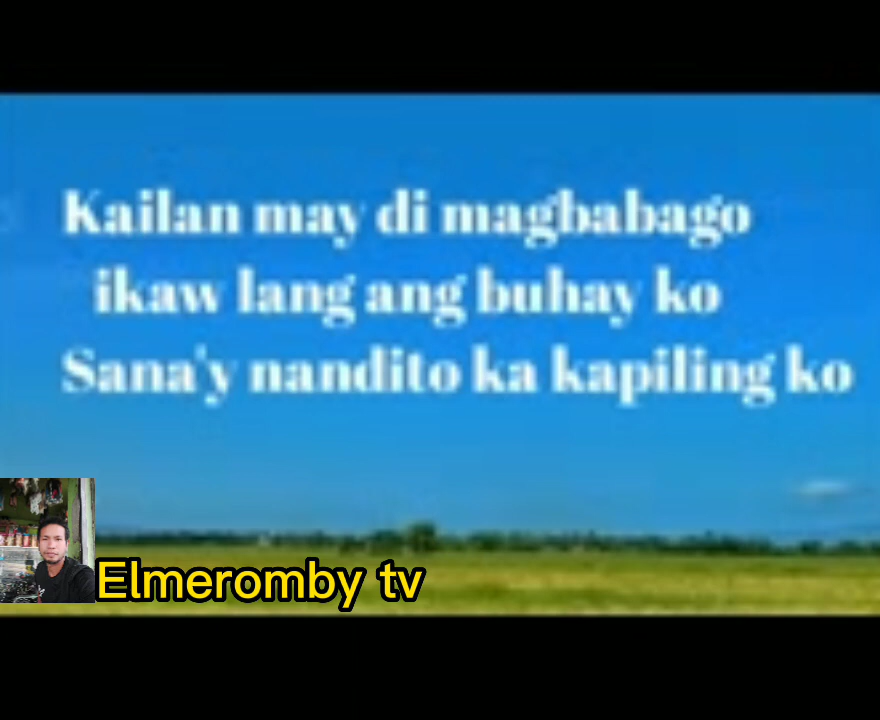 Kailan may di magbabago
ikaw lang ang buhay ko
Sana'y nandito ka kapiling ko
Elmeromby tv